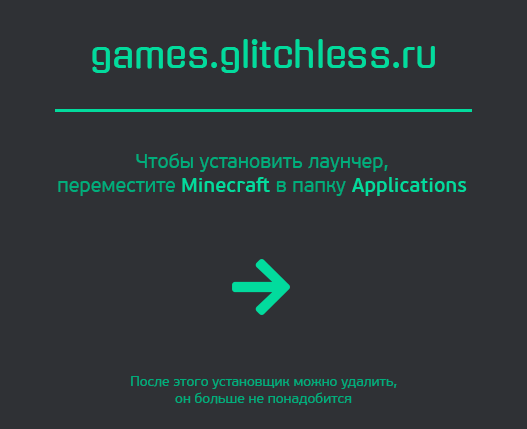 games.glitchless.ru
Чтобы установить лаунчер,
переместите Minecraft в папку Applications
После этого установщик можно удалить,
он больше не понадобится